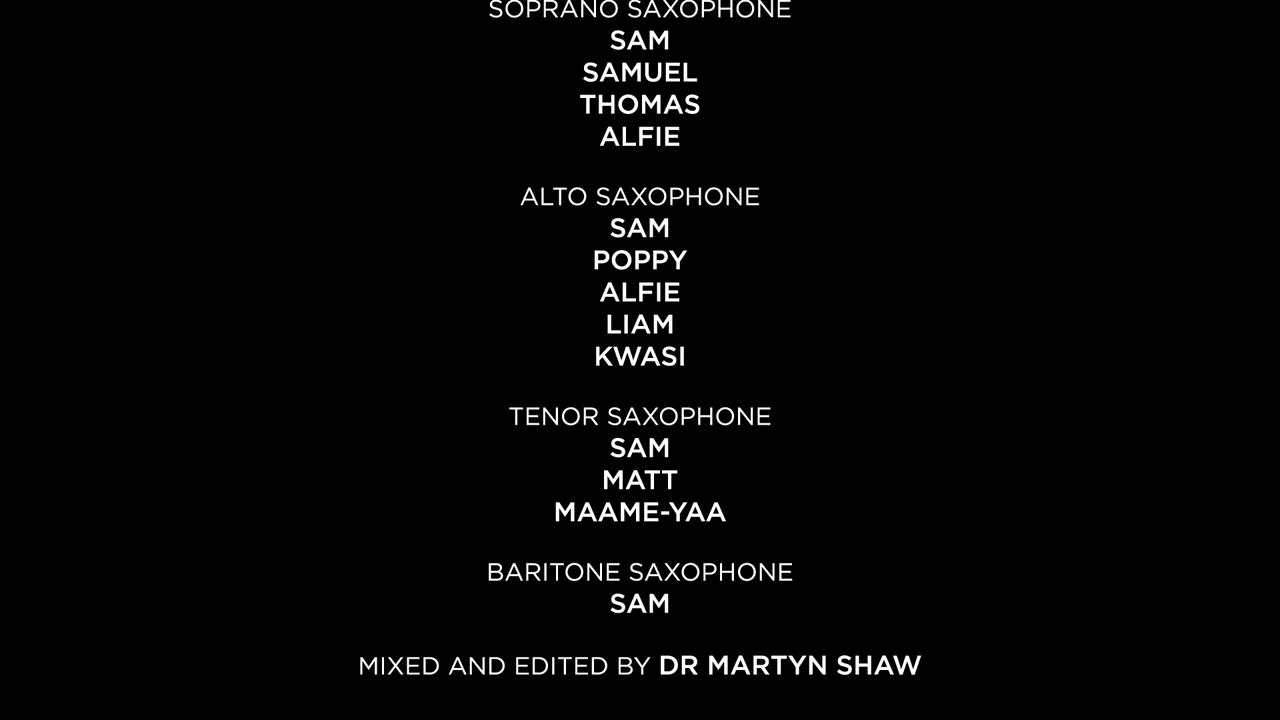 SOPRANO SAXOPHONE
SAM
SAMUEL
THOMAS
ALFIE
ALTO SAXOPHONE
SAM
POPPY
ALFIE
LIAM
KWASI
TENOR SAXOPHONE
SAM
MATT
MAAME-YAA
BARITONE SAXOPHONE
SAM
MIXED AND EDITED BY DR MARTYN SHAW